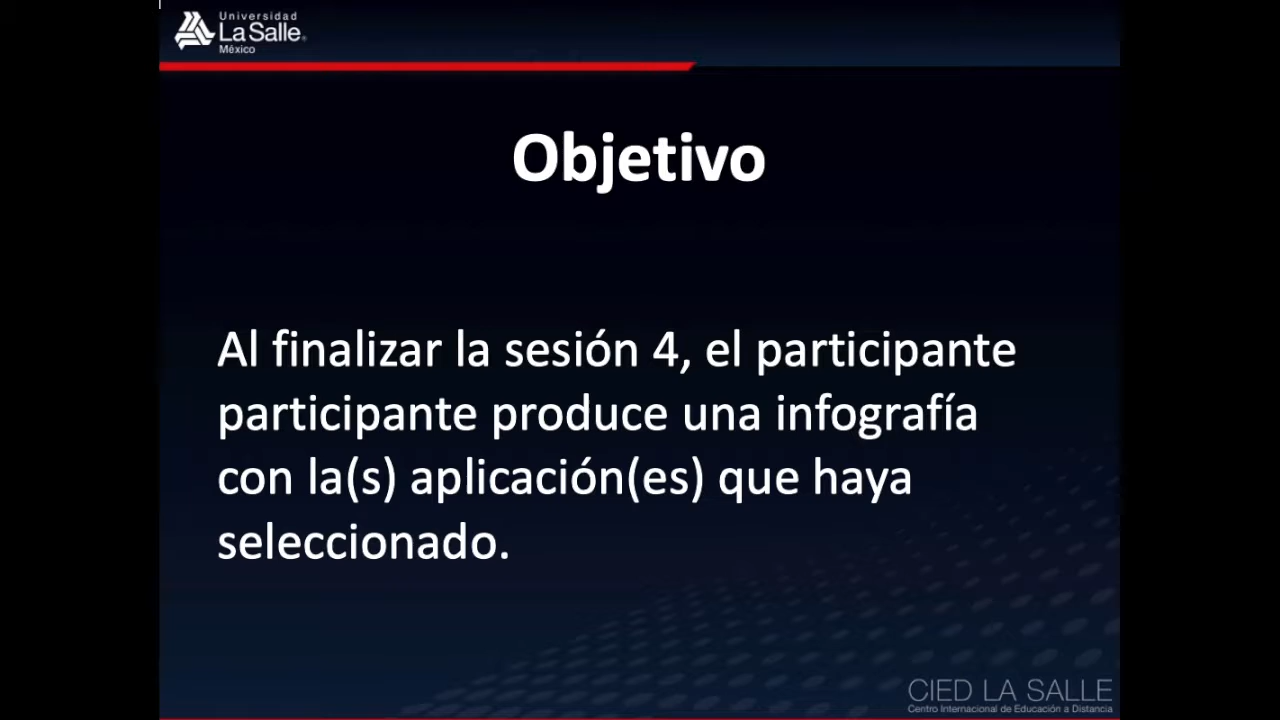 Universidad
La Salle
México
Objetivo
Al finalizar la sesión 4, el participante
participante produce una infografía
con la(s) aplicación(es) que haya
seleccionado.
CIED LA SALLE
Centro Internacional de Educación a Distancia